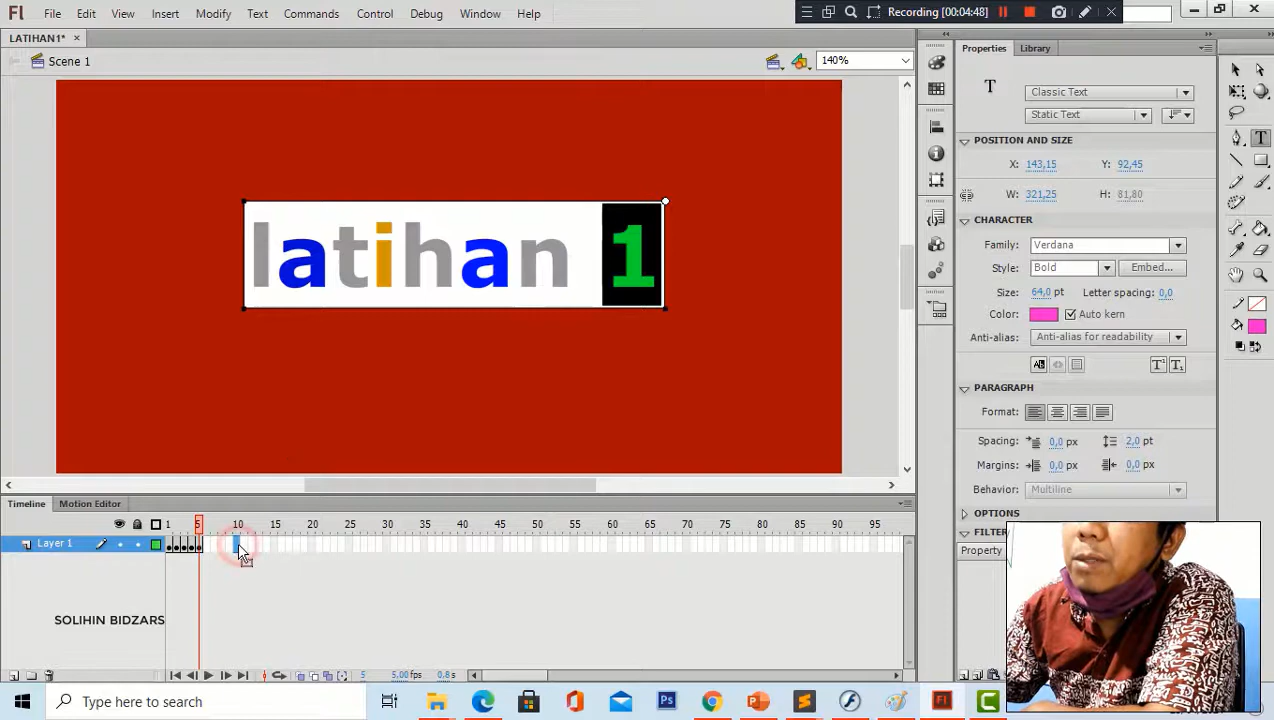 Fl File Edit View Insert Modify Text Commands Control Debug Window Help
Recording [00:04:48]
LATIHAN1* ×
Scene 1
140%
latihan 1
Properties Library
T
Classic Text
Static Text
POSITION AND SIZE
X: 143,15 Y: 92,45
W: 321,25 H: 81,80
CHARACTER
Family: Verdana
Style: Bold Embed...
Size: 64,0 pt Letter spacing: 0,0
Color: Auto kern
Anti-alias: Anti-alias for readability
PARAGRAPH
Format:
Spacing: 0,0 px 2,0 pt
Margins: 0,0 px 0,0 px
Behavior: Multiline
OPTIONS
FILTER
Property
Timeline Motion Editor
1 5 10 15 20 25 30 35 40 45 50 55 60 65 70 75 80 85 90 95
Layer 1
SOLIHIN BIDZARS
5 5,00 fps 0,8 s
Type here to search
Ps
Fl